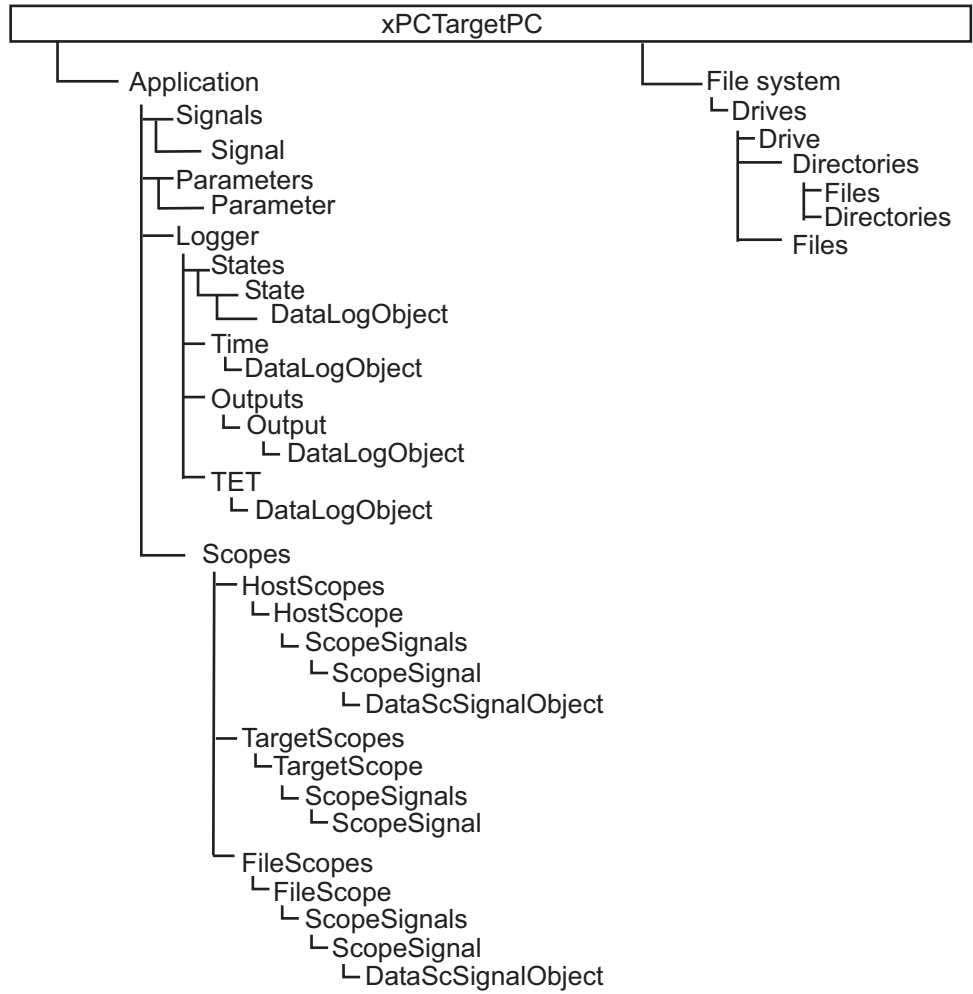 xPCTargetPC
Application
Signals
Signal
Parameters
Parameter
Logger
States
State
DataLogObject
Time
DataLogObject
Outputs
Output
DataLogObject
TET
DataLogObject
Scopes
HostScopes
HostScope
ScopeSignals
ScopeSignal
DataScSignalObject
TargetScopes
TargetScope
ScopeSignals
ScopeSignal
FileScopes
FileScope
ScopeSignals
ScopeSignal
DataScSignalObject
File system
Drives
Drive
Directories
Files
Directories
Files